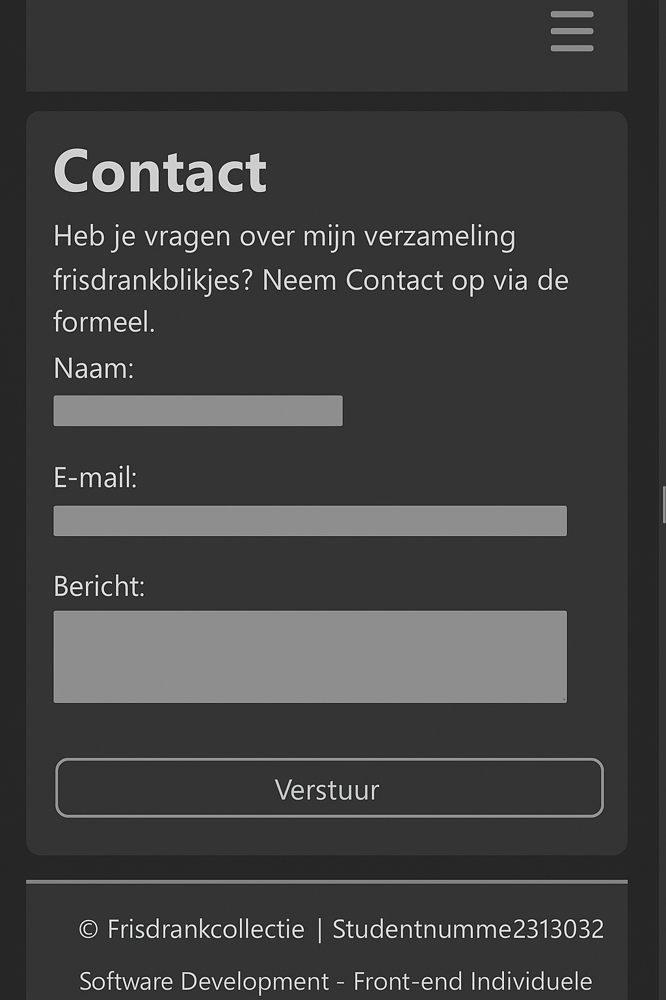 Contact
Heb je vragen over mijn verzameling
frisdrankblikjes? Neem Contact op via de
formeel.
Naam:
E-mail:
Bericht:
Verstuur
© Frisdrankcollectie | Studentnumme2313032
Software Development - Front-end Individuele